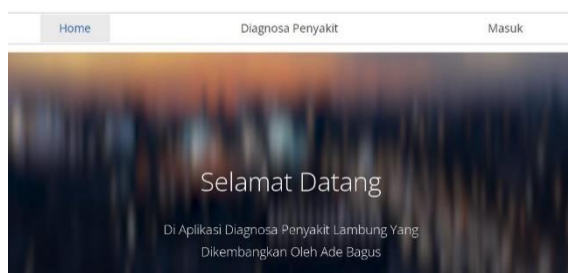 Home Diagnosa Penyakit Masuk
Selamat Datang
Di Aplikasi Diagnosa Penyakit Lambung Yang
Dikembangkan Oleh Ade Bagus